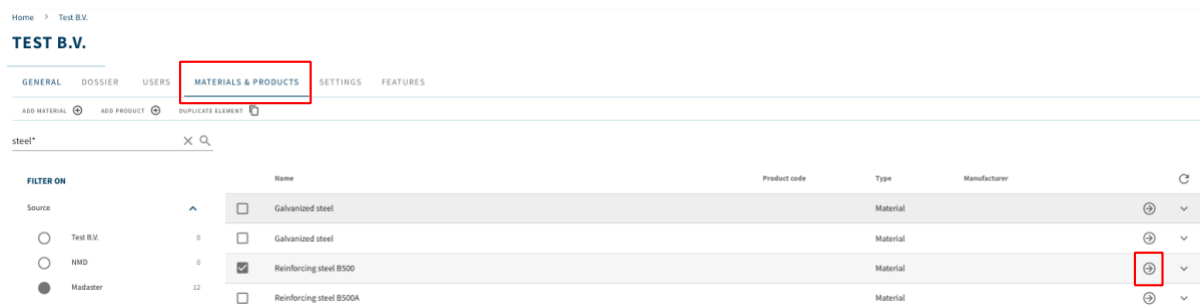 Home > Test B.V.
TEST B.V.
GENERAL DOSSIER USERS MATERIALS & PRODUCTS SETTINGS FEATURES
ADD MATERIAL ADD PRODUCT DUPLICATE ELEMENT
steel*
FILTER ON Name Product code Type Manufacturer
Source Galvanized steel Material
Test B.V. 0 Galvanized steel Material
NMD 0 Reinforcing steel B500 Material
Madaster 12 Reinforcing steel B500A Material